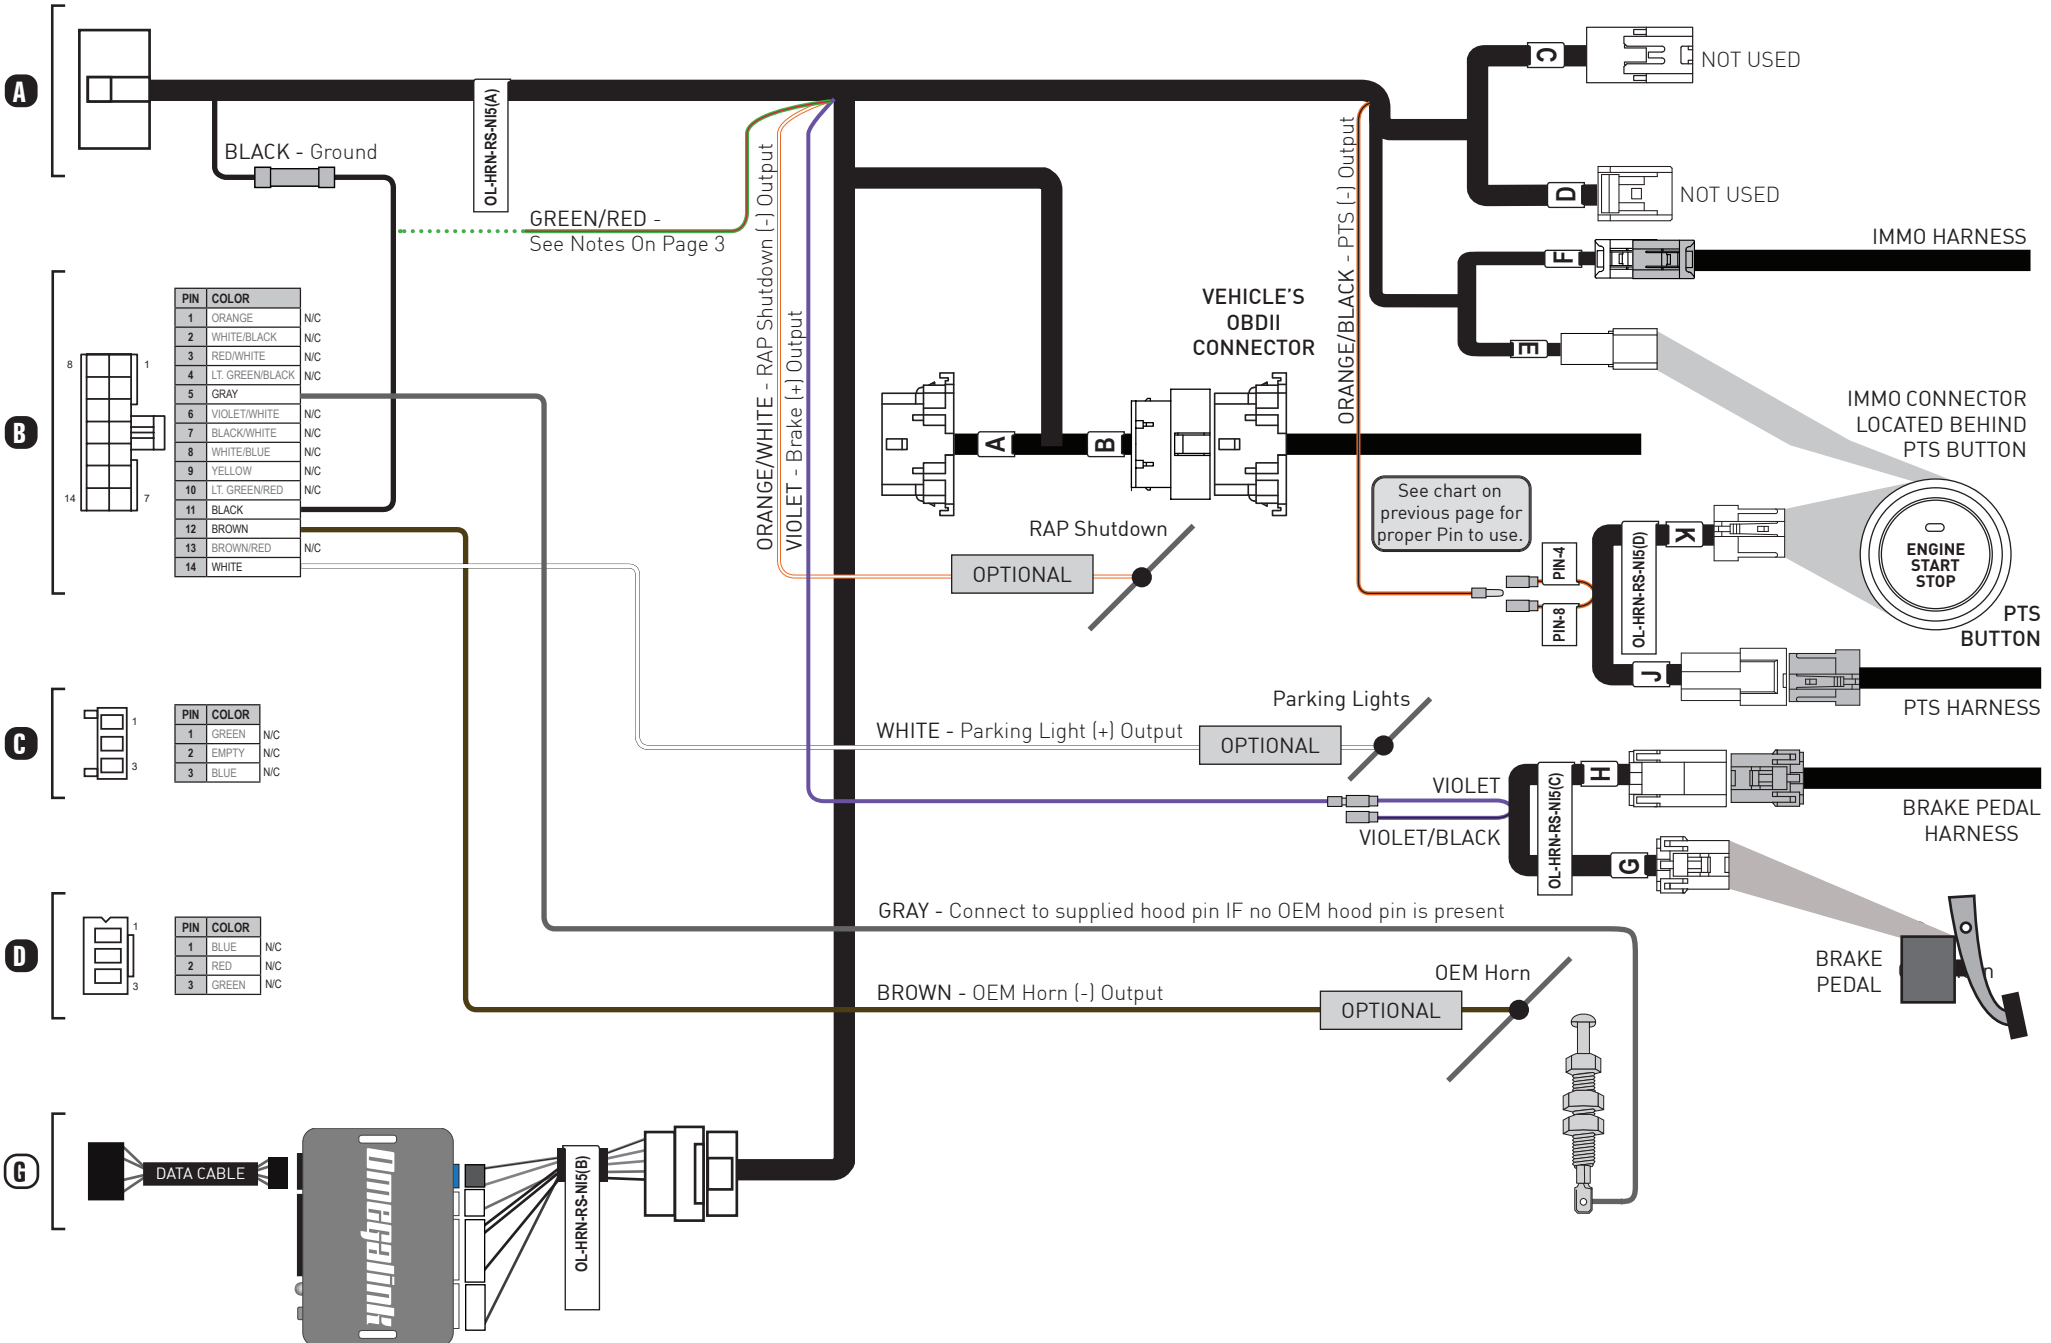 A
OL-HRN-RS-NI5(A)
BLACK - Ground
GREEN/RED -
See Notes On Page 3
ORANGE/WHITE - RAP Shutdown (-) Output
VIOLET - Brake (+) Output
ORANGE/BLACK - PTS (-) Output
C
NOT USED
D
NOT USED
F
IMMO HARNESS
E
IMMO CONNECTOR
LOCATED BEHIND
PTS BUTTON
VEHICLE'S
OBDII
CONNECTOR
A
B
B
8
1
14
7
PIN COLOR
1 ORANGE N/C
2 WHITE/BLACK N/C
3 RED/WHITE N/C
4 LT. GREEN/BLACK N/C
5 GRAY
6 VIOLET/WHITE N/C
7 BLACK/WHITE N/C
8 WHITE/BLUE N/C
9 YELLOW N/C
10 LT. GREEN/RED N/C
11 BLACK
12 BROWN
13 BROWN/RED N/C
14 WHITE
See chart on
previous page for
proper Pin to use.
RAP Shutdown
OPTIONAL
PIN-4
PIN-8
OL-HRN-RS-NI5(D)
K
ENGINE
START
STOP
PTS
BUTTON
J
PTS HARNESS
C
1
3
PIN COLOR
1 GREEN N/C
2 EMPTY N/C
3 BLUE N/C
Parking Lights
WHITE - Parking Light (+) Output
OPTIONAL
VIOLET
VIOLET/BLACK
OL-HRN-RS-NI5(C)
H
BRAKE PEDAL
HARNESS
G
D
1
3
PIN COLOR
1 BLUE N/C
2 RED N/C
3 GREEN N/C
GRAY - Connect to supplied hood pin IF no OEM hood pin is present
BRAKE
PEDAL
OEM Horn
BROWN - OEM Horn (-) Output
OPTIONAL
G
DATA CABLE
Omegalink
OL-HRN-RS-NI5(B)